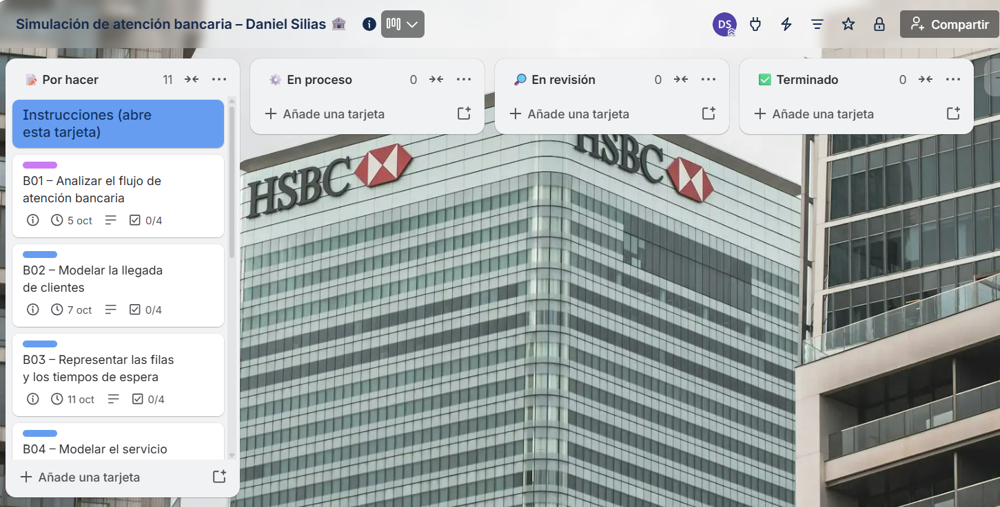 Simulación de atención bancaria – Daniel Silias
DS
Compartir
Por hacer 11
Instrucciones (abre
esta tarjeta)
B01 – Analizar el flujo de
atención bancaria
5 oct 0/4
B02 – Modelar la llegada
de clientes
7 oct 0/4
B03 – Representar las filas
y los tiempos de espera
11 oct 0/4
B04 – Modelar el servicio
Añade una tarjeta
En proceso 0
Añade una tarjeta
En revisión 0
Añade una tarjeta
Terminado 0
Añade una tarjeta
HSBC
HSBC